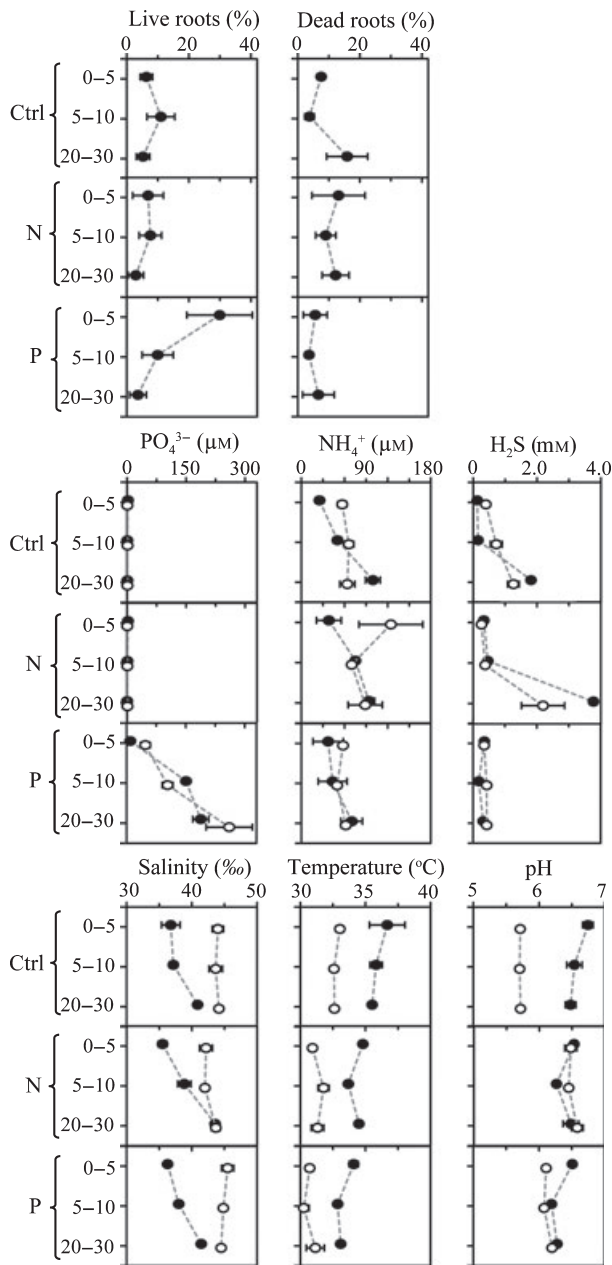 Live roots (%) Dead roots (%)
0 20 40 0 20 40
Ctrl
0–5
5–10
20–30
N
0–5
5–10
20–30
P
0–5
5–10
20–30
PO₄³⁻ (μM) NH₄⁺ (μM) H₂S (mM)
0 150 300 0 90 180 0 2.0 4.0
Ctrl
0–5
5–10
20–30
N
0–5
5–10
20–30
P
0–5
5–10
20–30
Salinity (‰) Temperature (°C) pH
30 40 50 30 35 40 5 6 7
Ctrl
0–5
5–10
20–30
N
0–5
5–10
20–30
P
0–5
5–10
20–30